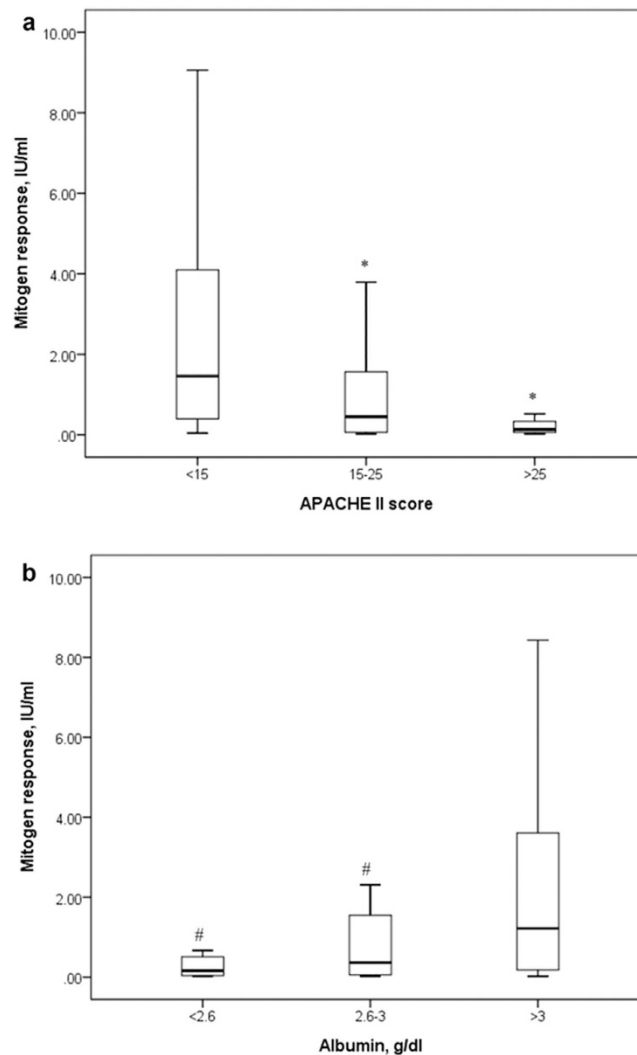 a
10.00
8.00
6.00
4.00
2.00
.00
Mitogen response, IU/ml
*
*
<15 15-25 >25
APACHE II score
b
10.00
8.00
6.00
4.00
2.00
.00
Mitogen response, IU/ml
#
#
<2.6 2.6-3 >3
Albumin, g/dl